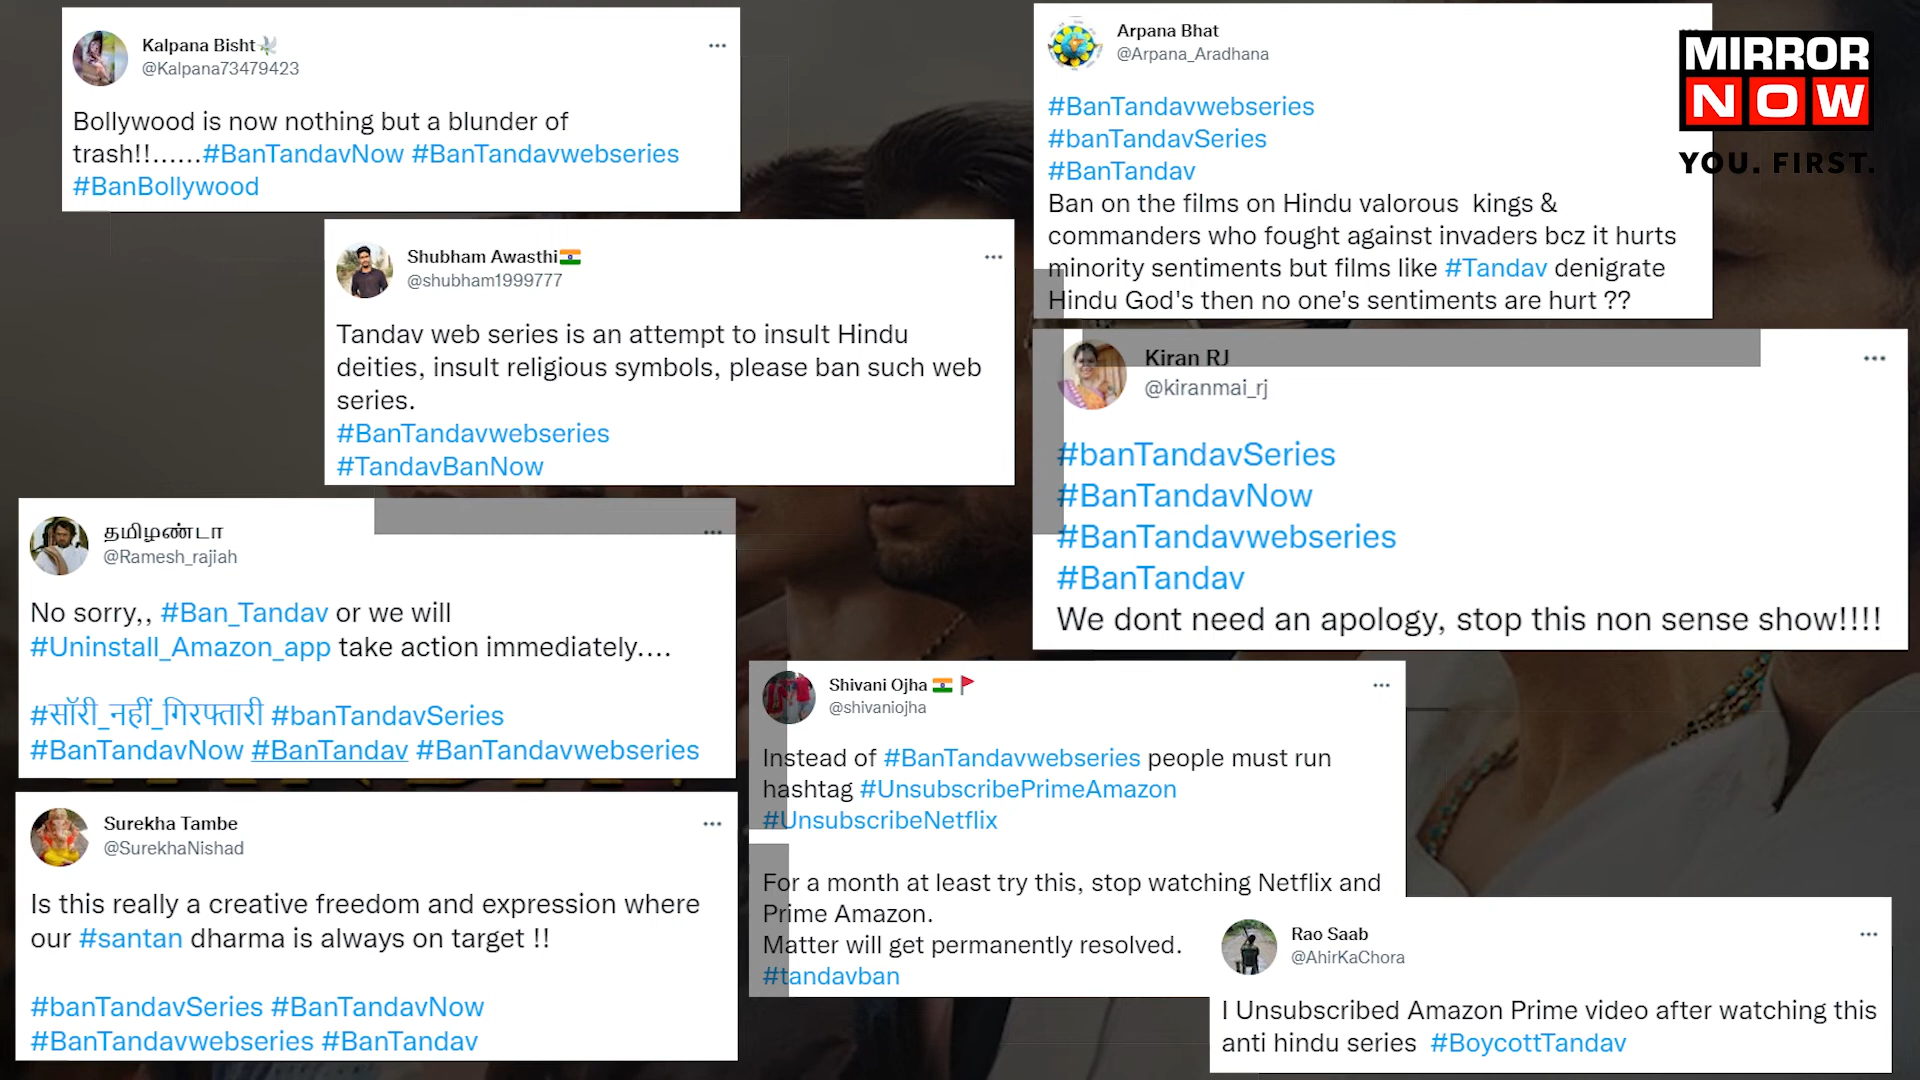 Kalpana Bisht
@Kalpana73479423
Bollywood is now nothing but a blunder of
trash!!......#BanTandavNow #BanTandavwebseries
#BanBollywood
Shubham Awasthi
@shubham1999777
Tandav web series is an attempt to insult Hindu
deities, insult religious symbols, please ban such web
series.
#BanTandavwebseries
#TandavBanNow
தமிழண்டா
@Ramesh_rajiah
No sorry,, #Ban_Tandav or we will
#Uninstall_Amazon_app take action immediately....
#सॉरी_नहीं_गिरफ्तारी #banTandavSeries
#BanTandavNow #BanTandav #BanTandavwebseries
Surekha Tambe
@SurekhaNishad
Is this really a creative freedom and expression where
our #santan dharma is always on target !!
#banTandavSeries #BanTandavNow
#BanTandavwebseries #BanTandav
Arpana Bhat
@Arpana_Aradhana
#BanTandavwebseries
#banTandavSeries
#BanTandav
Ban on the films on Hindu valorous kings &
commanders who fought against invaders bcz it hurts
minority sentiments but films like #Tandav denigrate
Hindu God's then no one's sentiments are hurt ??
MIRROR
NOW
YOU. FIRST.
Kiran RJ
@kiranmai_rj
#banTandavSeries
#BanTandavNow
#BanTandavwebseries
#BanTandav
We dont need an apology, stop this non sense show!!!!
Shivani Ojha
@shivaniojha
Instead of #BanTandavwebseries people must run
hashtag #UnsubscribePrimeAmazon
#UnsubscribeNetflix
For a month at least try this, stop watching Netflix and
Prime Amazon.
Matter will get permanently resolved.
#tandavban
Rao Saab
@AhirKaChora
I Unsubscribed Amazon Prime video after watching this
anti hindu series #BoycottTandav